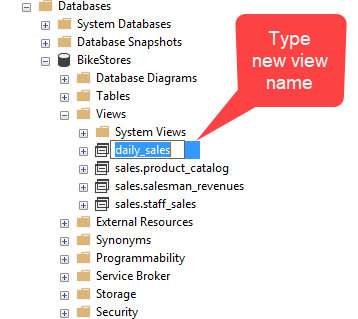 Databases
System Databases
Database Snapshots
BikeStores
Database Diagrams
Tables
Views
System Views
daily_sales
sales.product_catalog
sales.salesman_revenues
sales.staff_sales
External Resources
Synonyms
Programmability
Service Broker
Storage
Security
Type
new view
name